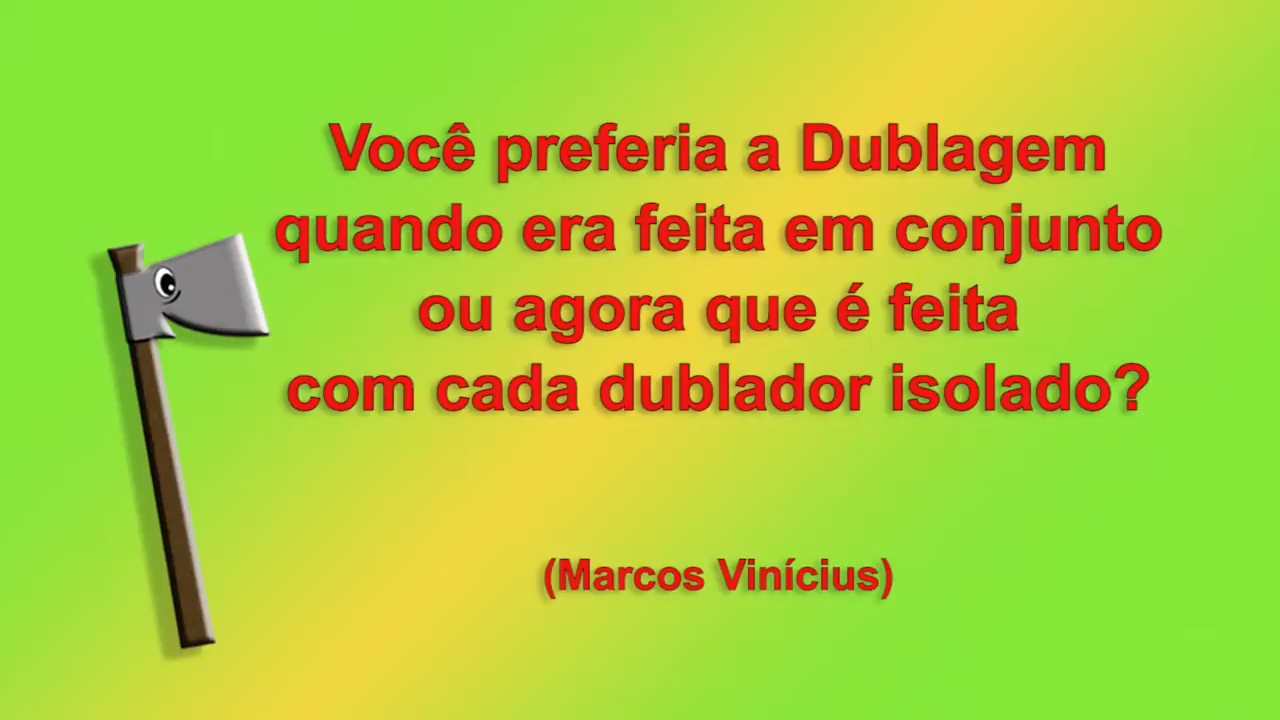 Você preferia a Dublagem
quando era feita em conjunto
ou agora que é feita
com cada dublador isolado?
(Marcos Vinícius)